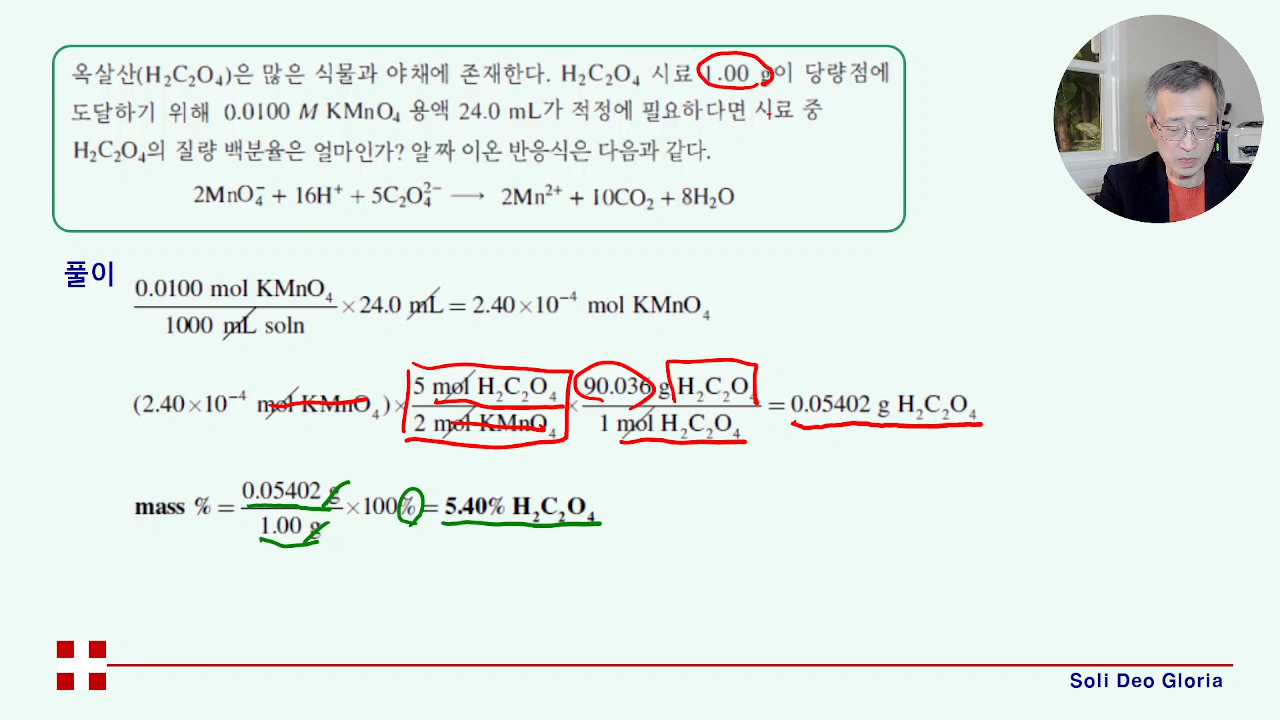 옥살산(H₂C₂O₄)은 많은 식물과 야채에 존재한다. H₂C₂O₄ 시료 1.00 g이 당량점에
도달하기 위해 0.0100 M KMnO₄ 용액 24.0 mL가 적정에 필요하다면 시료 중
H₂C₂O₄의 질량 백분율은 얼마인가? 알짜 이온 반응식은 다음과 같다.
2MnO₄⁻ + 16H⁺ + 5C₂O₄²⁻ ⟶ 2Mn²⁺ + 10CO₂ + 8H₂O
풀이
0.0100 mol KMnO₄
1000 mL soln
× 24.0 mL = 2.40×10⁻⁴ mol KMnO₄
(2.40×10⁻⁴ mol KMnO₄) ×
5 mol H₂C₂O₄
2 mol KMnO₄
×
90.036 g H₂C₂O₄
1 mol H₂C₂O₄
= 0.05402 g H₂C₂O₄
mass % =
0.05402 g
1.00 g
×100% = 5.40% H₂C₂O₄
Soli Deo Gloria